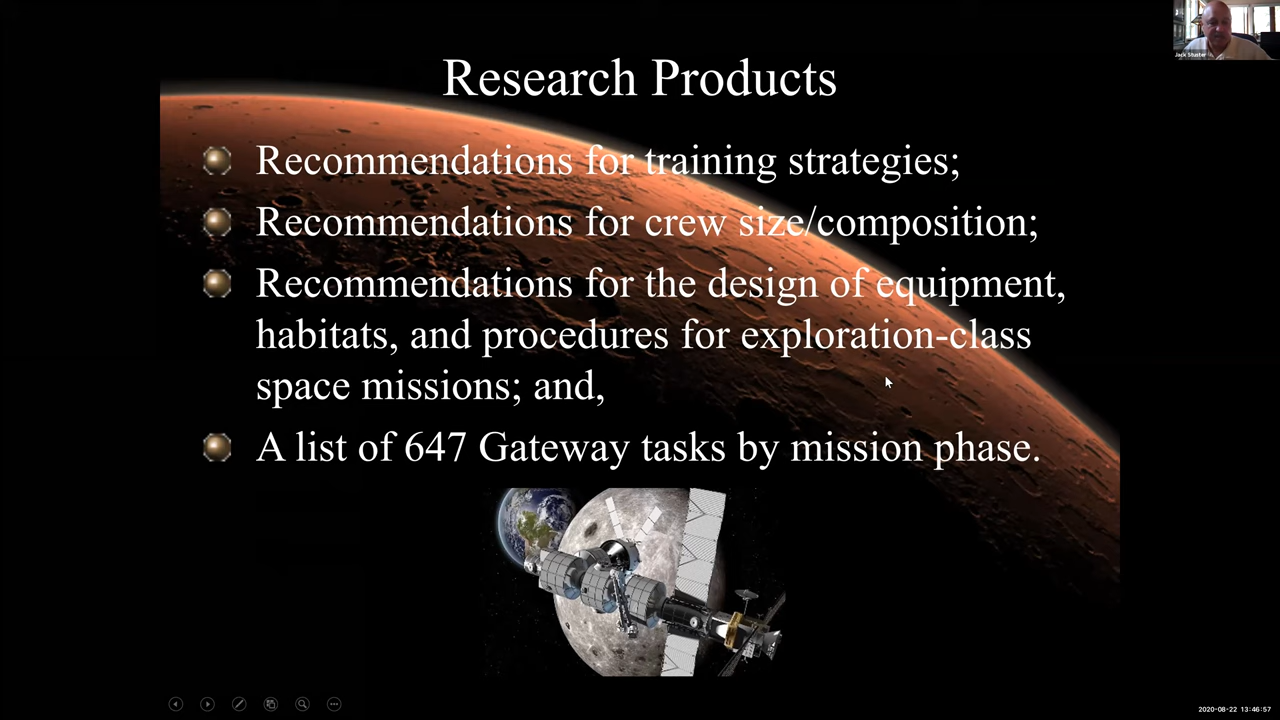 Jack Stuster
Research Products
Recommendations for training strategies;
Recommendations for crew size/composition;
Recommendations for the design of equipment,
habitats, and procedures for exploration-class
space missions; and,
A list of 647 Gateway tasks by mission phase.
2020-08-22 13:46:57